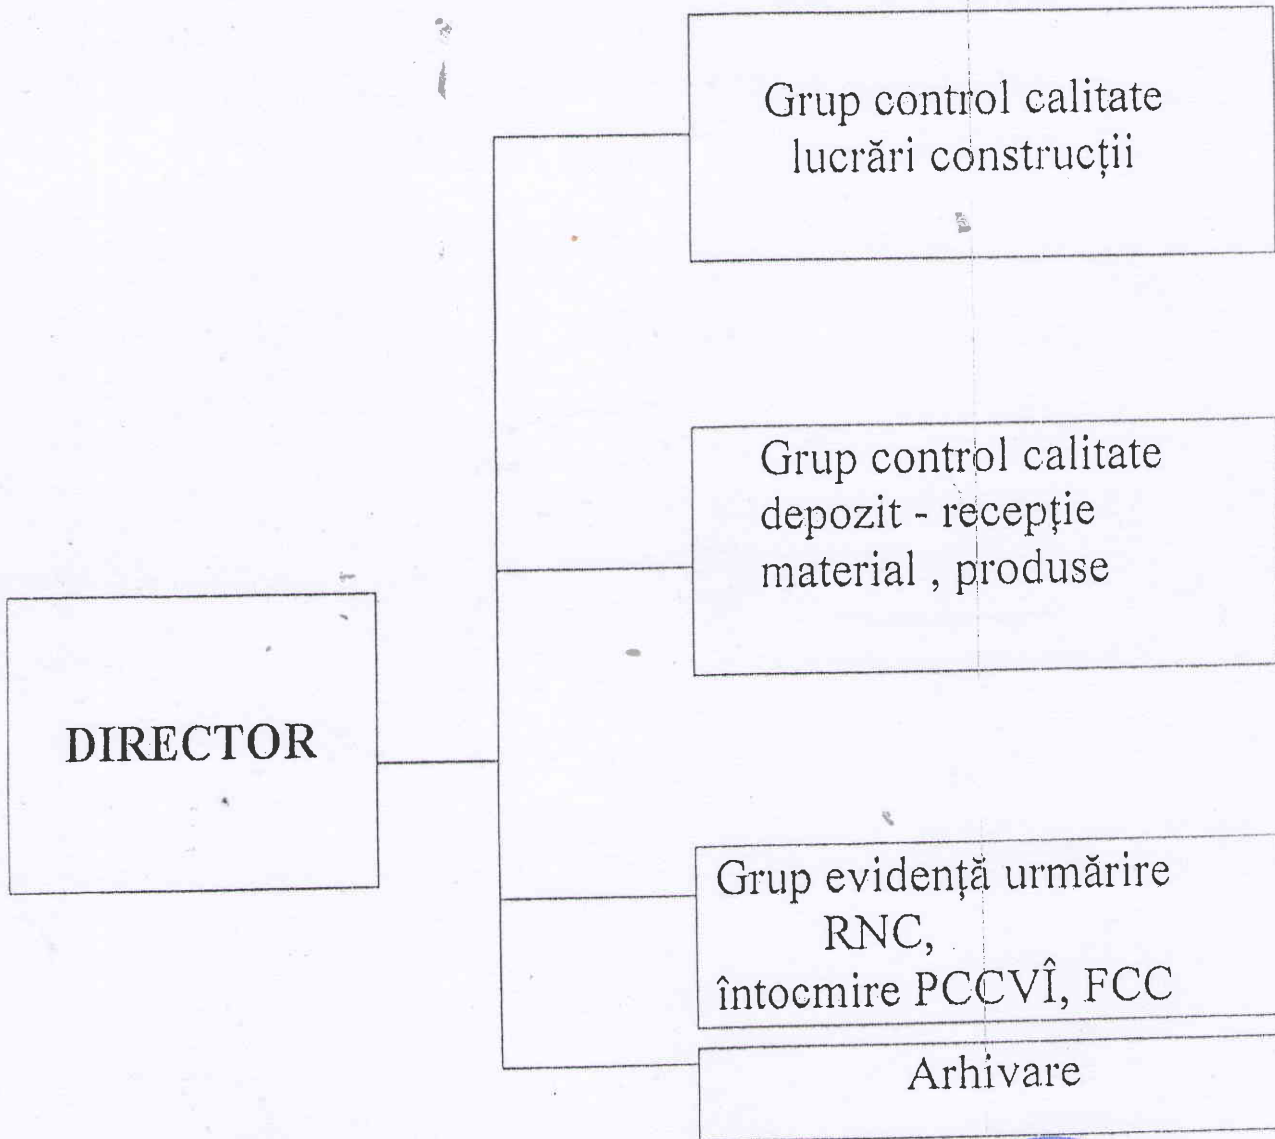 Grup control calitate
lucrări construcții
Grup control calitate
depozit - recepție
material , produse
DIRECTOR
Grup evidență urmărire
RNC,
întocmire PCCVÎ, FCC
Arhivare